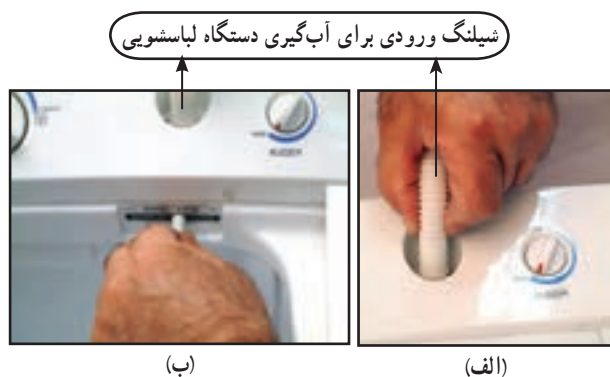 شیلنگ ورودی برای آب‌گیری دستگاه لباسشویی
(الف)
(ب)